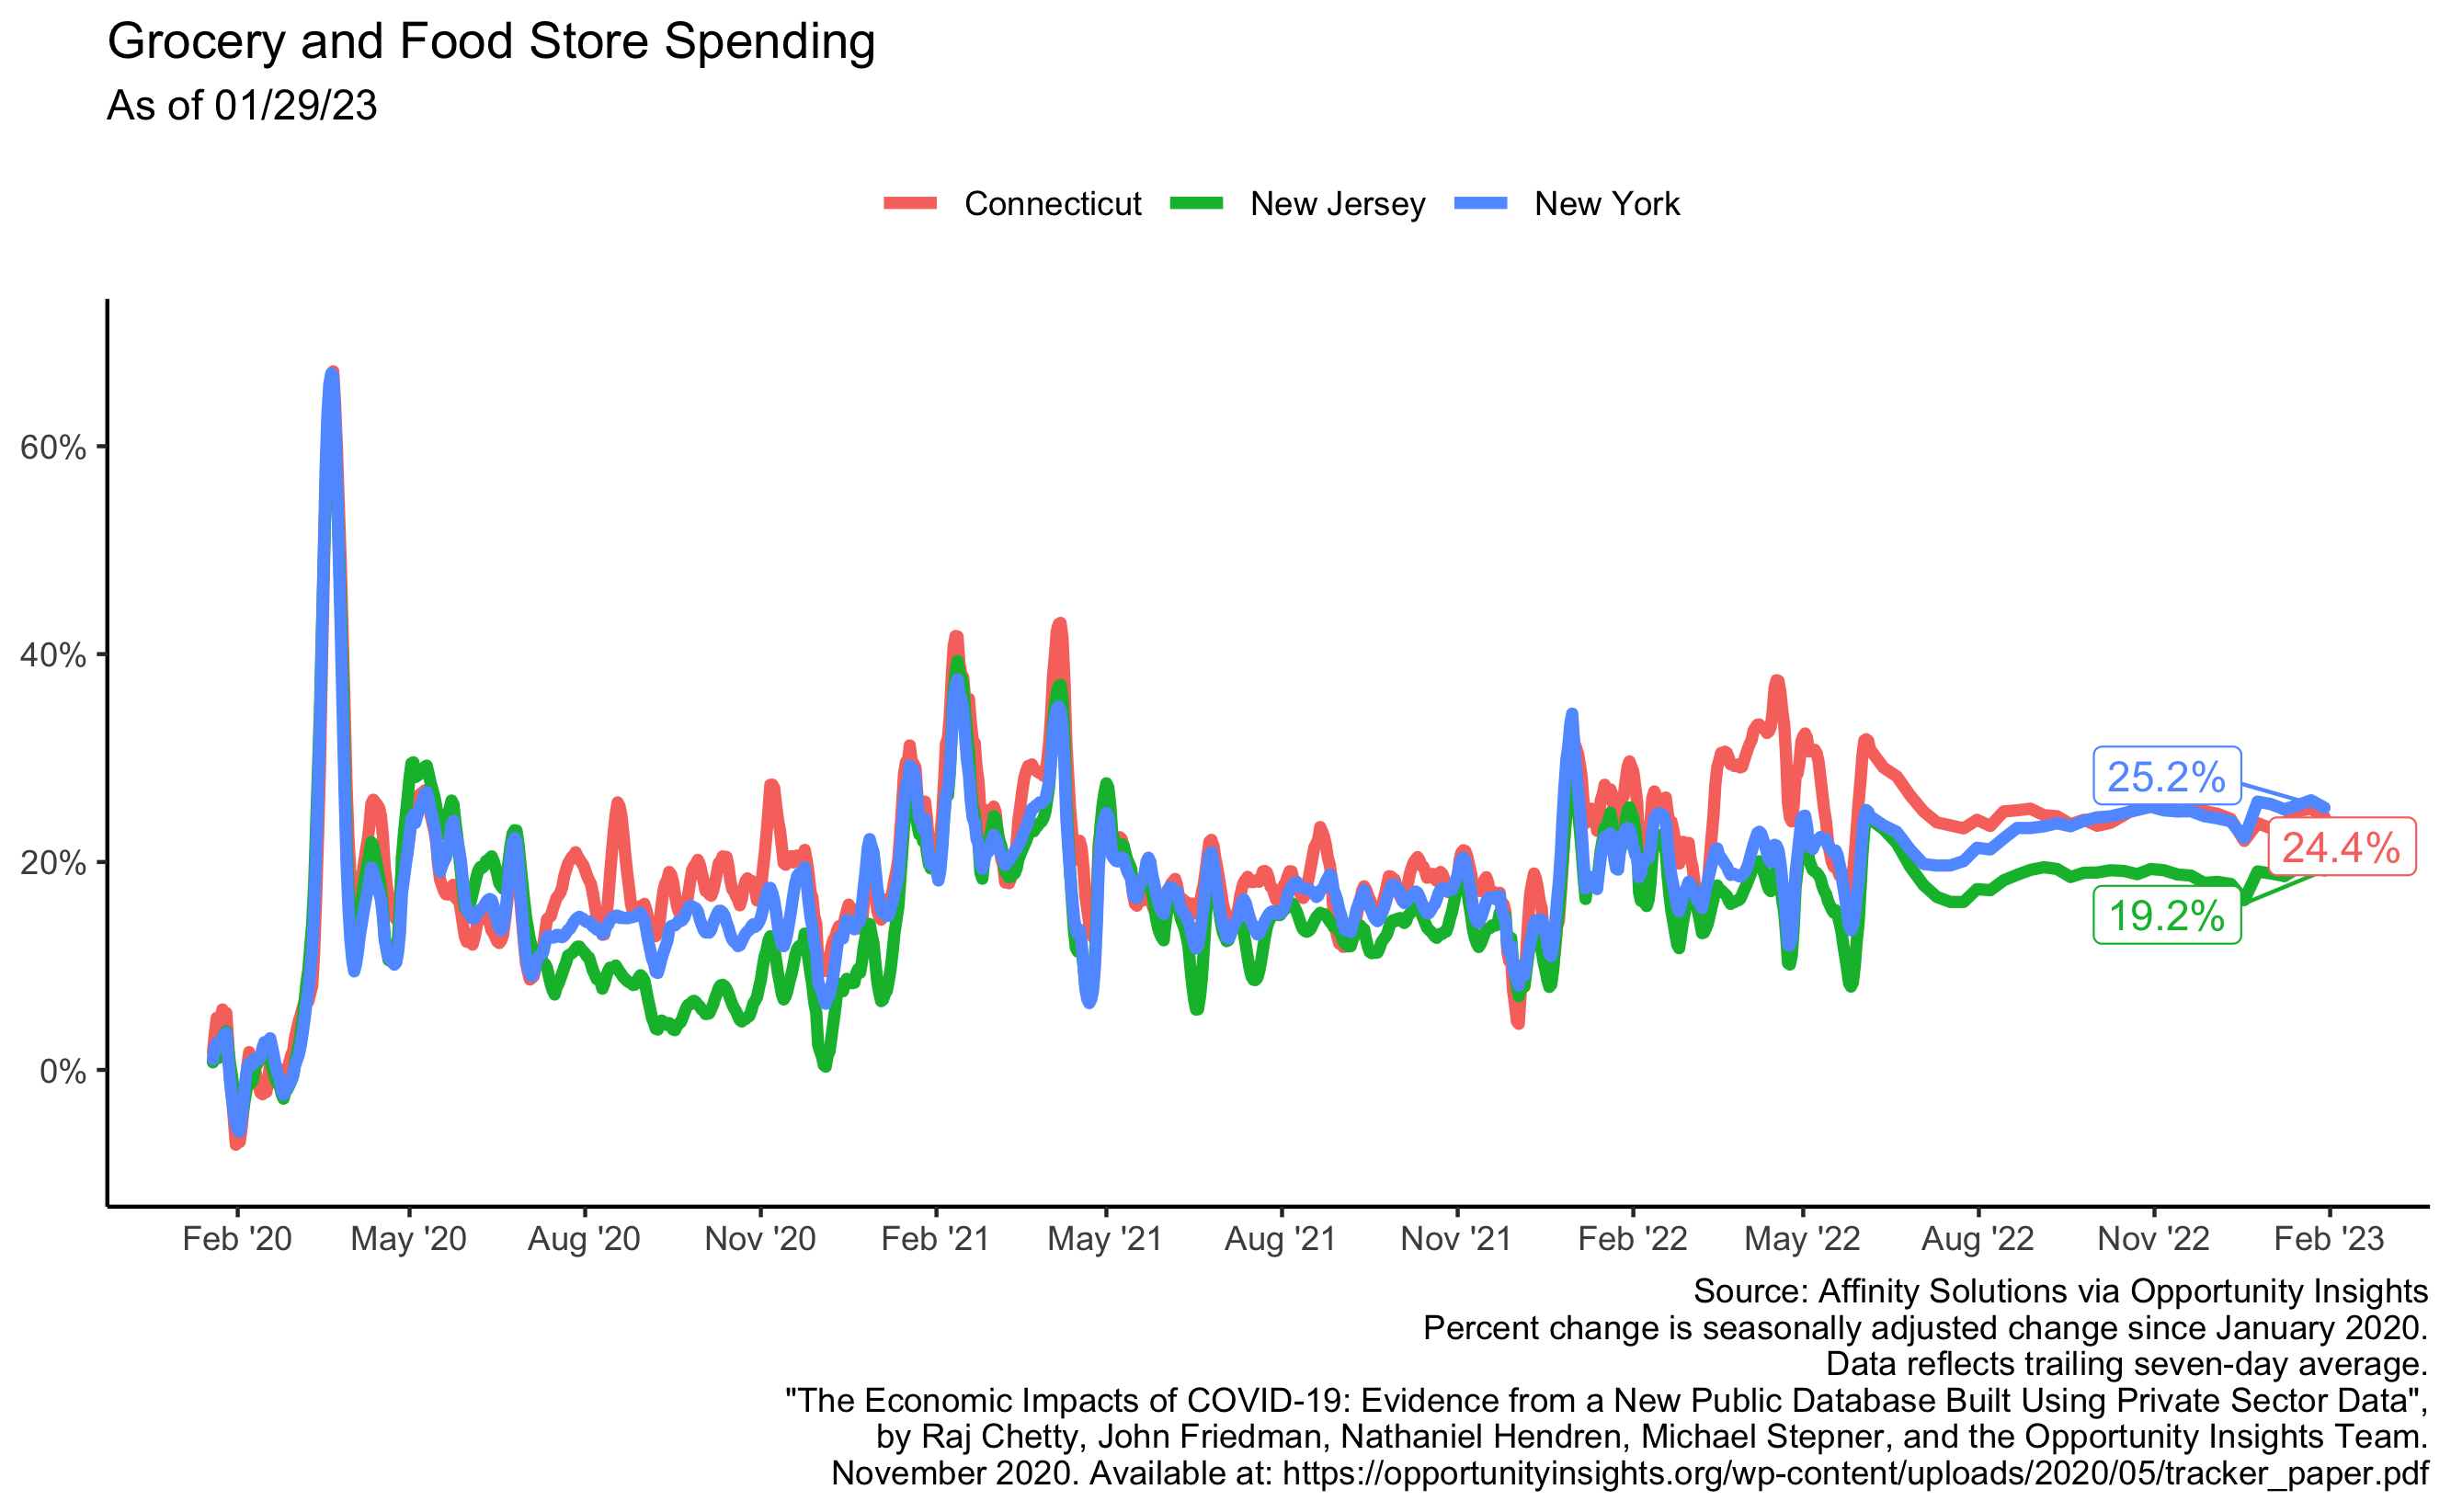 Grocery and Food Store Spending
As of 01/29/23
Connecticut New Jersey New York
60%
40%
20%
0%
25.2%
24.4%
19.2%
Feb '20 May '20 Aug '20 Nov '20 Feb '21 May '21 Aug '21 Nov '21 Feb '22 May '22 Aug '22 Nov '22 Feb '23
Source: Affinity Solutions via Opportunity Insights
Percent change is seasonally adjusted change since January 2020.
Data reflects trailing seven-day average.
"The Economic Impacts of COVID-19: Evidence from a New Public Database Built Using Private Sector Data",
by Raj Chetty, John Friedman, Nathaniel Hendren, Michael Stepner, and the Opportunity Insights Team.
November 2020. Available at: https://opportunityinsights.org/wp-content/uploads/2020/05/tracker_paper.pdf